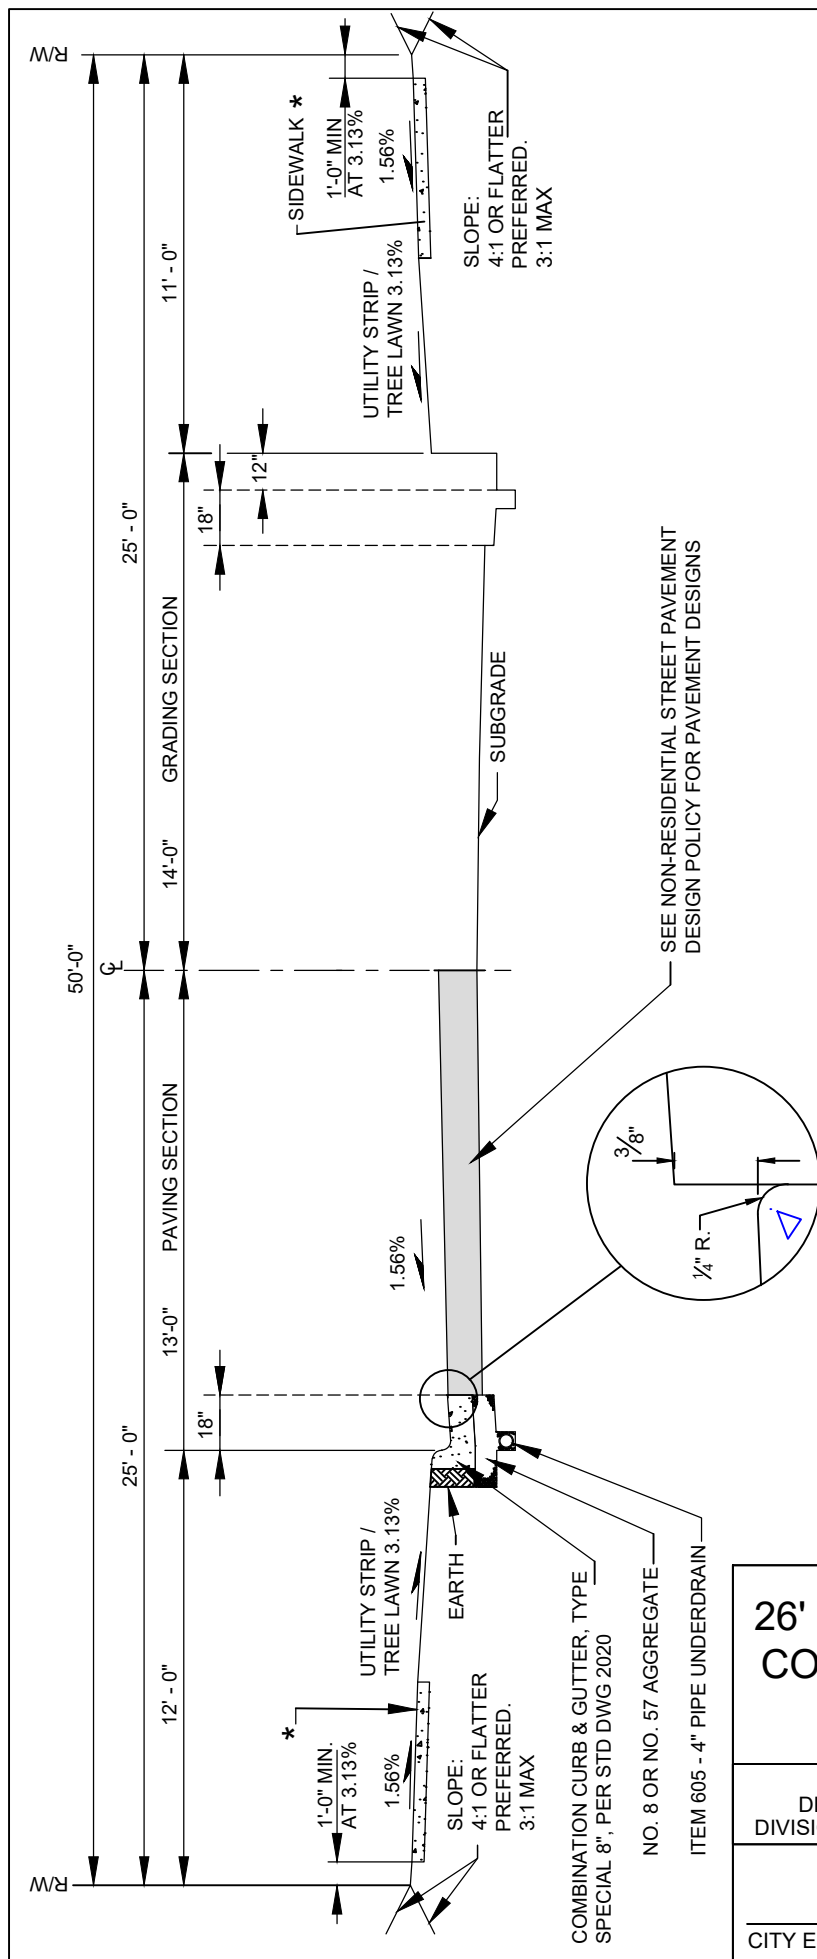 R/W
R/W
50'-0"
25' - 0"
25' - 0"
12' - 0"
13'-0"
PAVING SECTION
14'-0"
GRADING SECTION
11' - 0"
18"
18"
12"
℄
*
1'-0" MIN.
AT 3.13%
1.56%
SLOPE:
4:1 OR FLATTER
PREFERRED.
3:1 MAX
UTILITY STRIP /
TREE LAWN 3.13%
EARTH
1.56%
COMBINATION CURB & GUTTER, TYPE
SPECIAL 8", PER STD DWG 2020
NO. 8 OR NO. 57 AGGREGATE
ITEM 605 - 4" PIPE UNDERDRAIN
1/4" R.
3/8"
SUBGRADE
SEE NON-RESIDENTIAL STREET PAVEMENT
DESIGN POLICY FOR PAVEMENT DESIGNS
UTILITY STRIP /
TREE LAWN 3.13%
SIDEWALK *
1'-0" MIN
AT 3.13%
1.56%
SLOPE:
4:1 OR FLATTER
PREFERRED.
3:1 MAX
26'
CO
DIVISI
CITY E